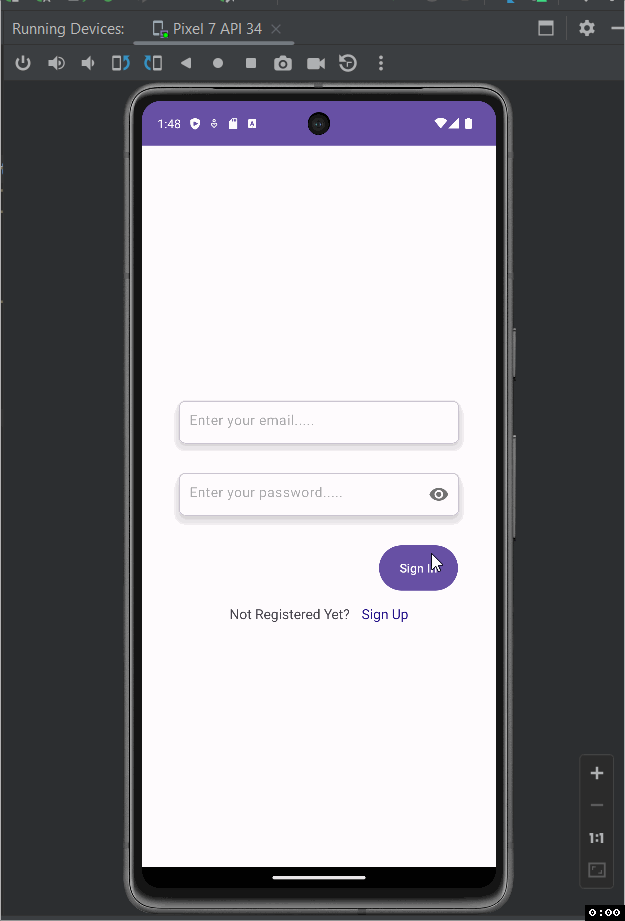 Running Devices: Pixel 7 API 34
1:48 A
Enter your email.....
Enter your password.....
Sign In
Not Registered Yet? Sign Up
1:1
0:00